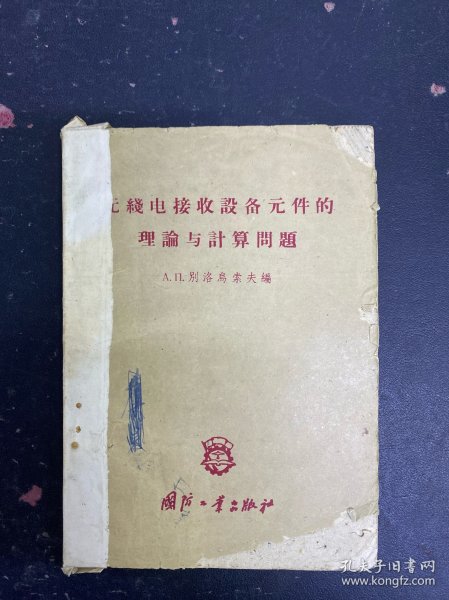 无綫电接收設备元件的
理論与計算問題
А.П.別洛烏索夫編
國防工業出版社
孔夫子旧书网
www.kongfz.com